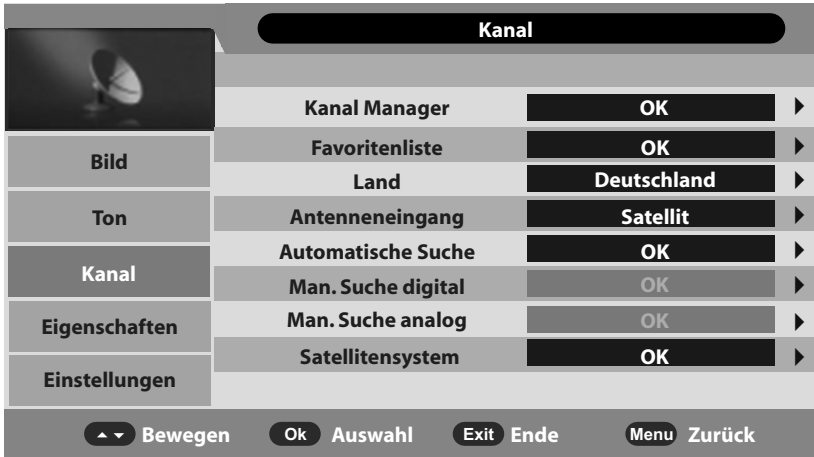 Kanal
Kanal Manager OK
Favoritenliste OK
Bild
Land Deutschland
Ton
Antenneneingang Satellit
Automatische Suche OK
Kanal
Man. Suche digital OK
Eigenschaften
Man. Suche analog OK
Satellitensystem OK
Einstellungen
Bewegen Ok Auswahl Exit Ende Menu Zurück